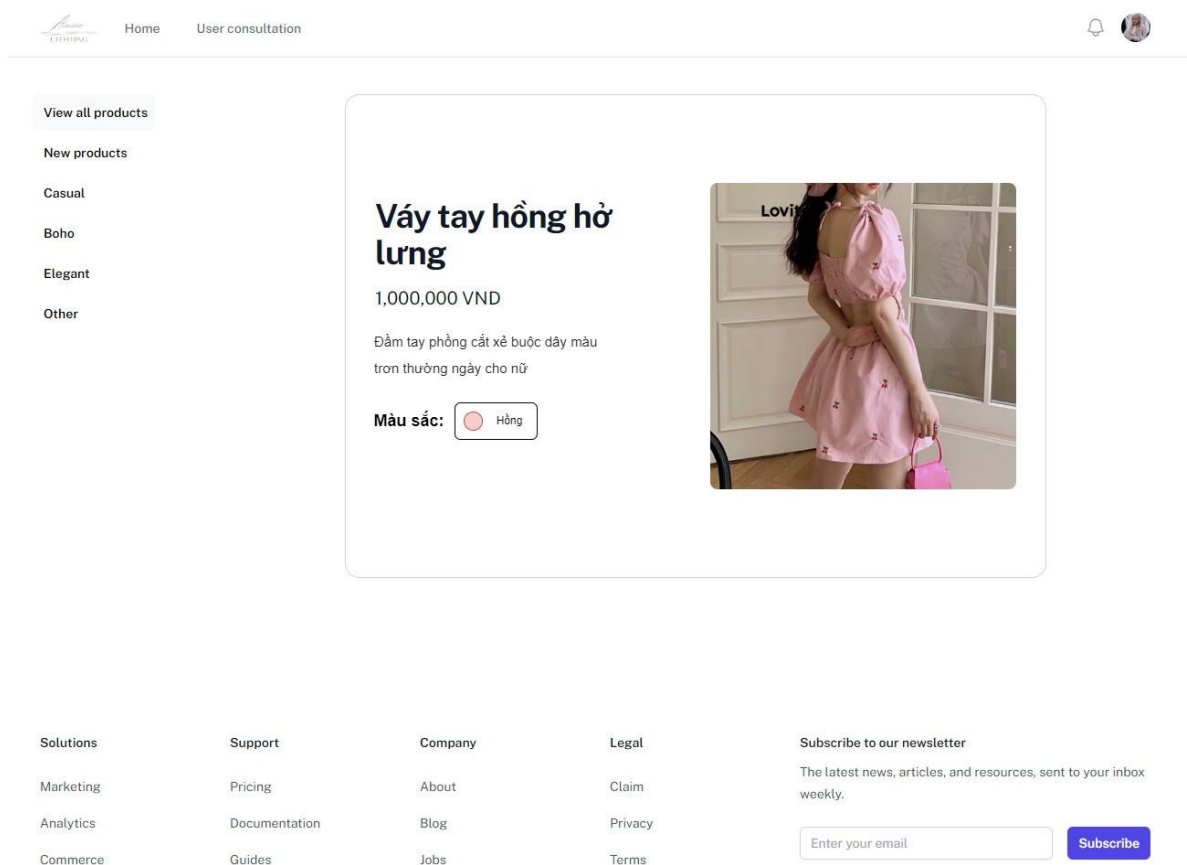 CLOTHING
Home
User consultation
View all products
New products
Casual
Boho
Elegant
Other
Váy tay hồng hở
lưng
1,000,000 VND
Đầm tay phồng cắt xẻ buộc dây màu
trơn thường ngày cho nữ
Màu sắc:
Hồng
Solutions
Marketing
Analytics
Commerce
Support
Pricing
Documentation
Guides
Company
About
Blog
Jobs
Legal
Claim
Privacy
Terms
Subscribe to our newsletter
The latest news, articles, and resources, sent to your inbox
weekly.
Enter your email
Subscribe